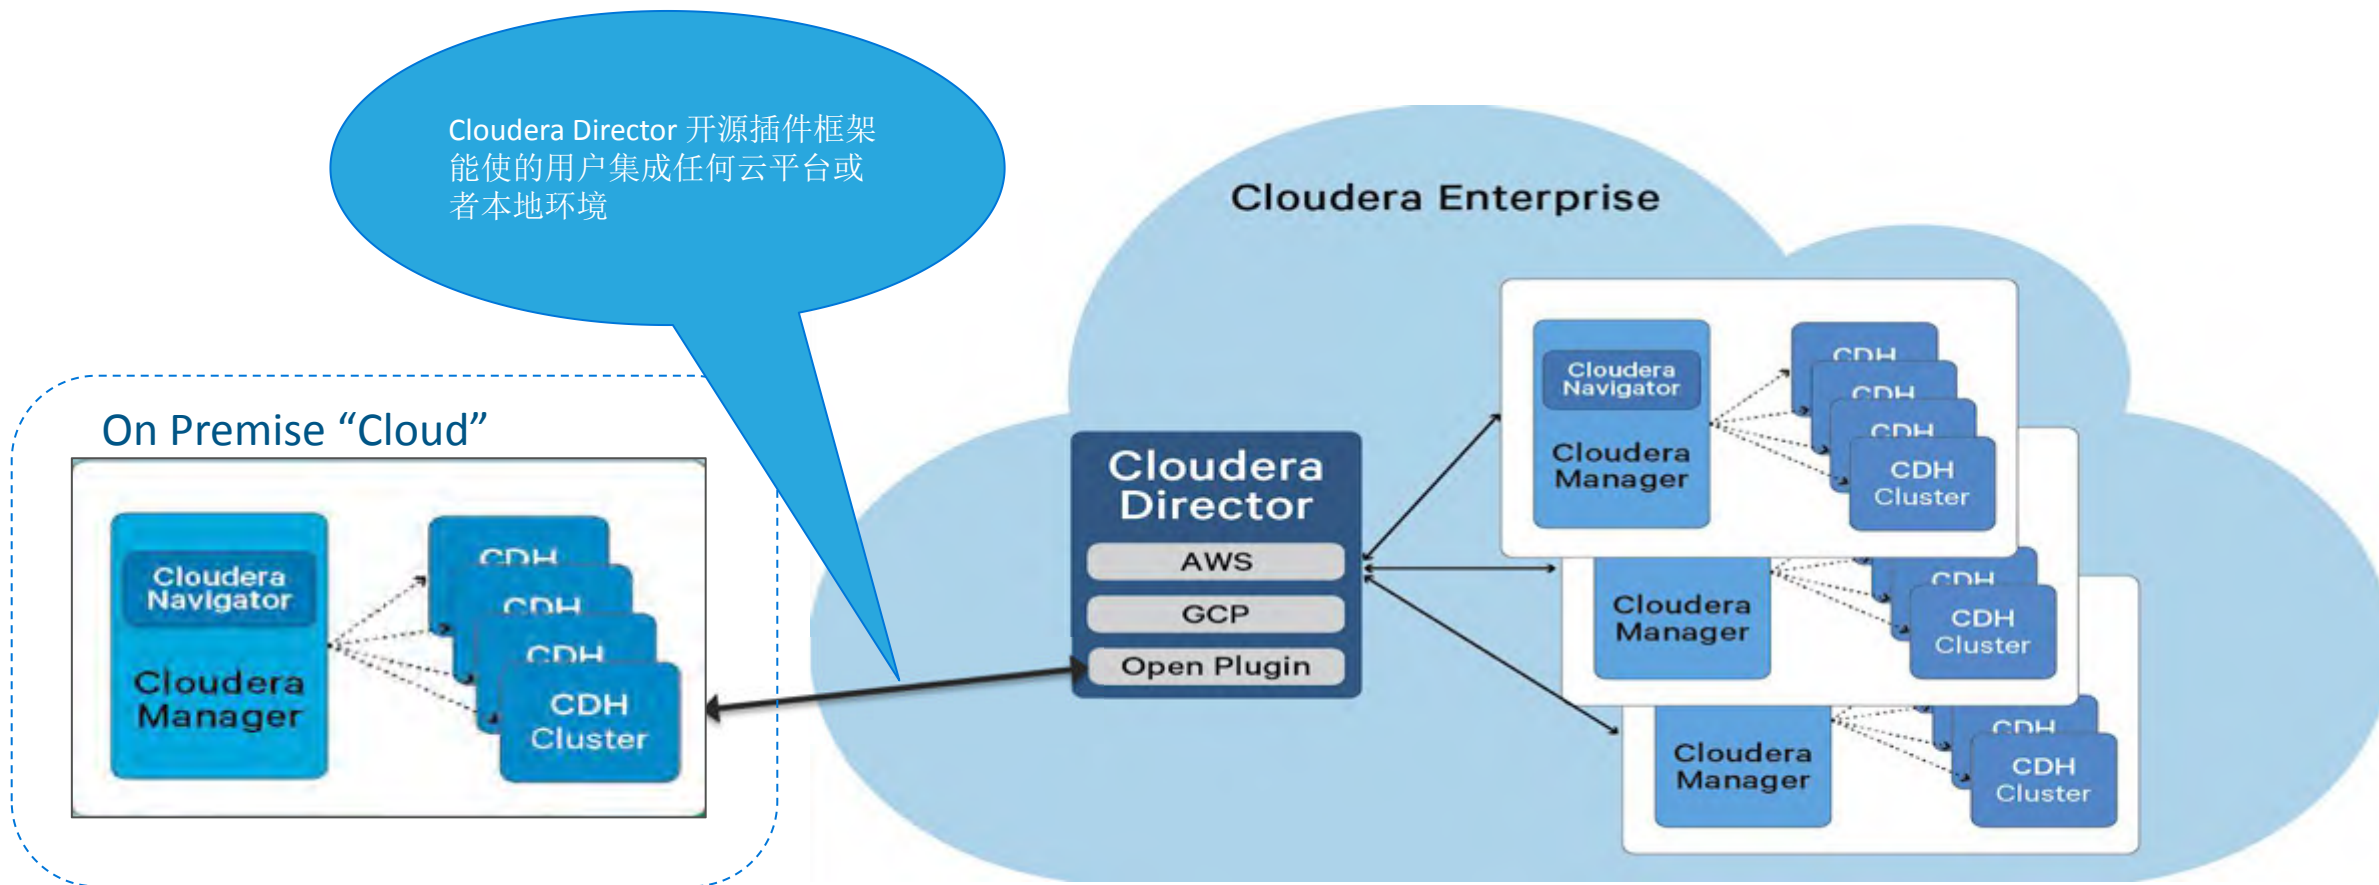 Cloudera Director 开源插件框架
能使的用户集成任何云平台或
者本地环境
Cloudera Enterprise
On Premise “Cloud”
Cloudera
Navigator
Cloudera
Manager
CDH
CDH
CDH
CDH
Cluster
Cloudera
Director
AWS
GCP
Open Plugin
Cloudera
Navigator
Cloudera
Manager
CDH
CDH
CDH
CDH
Cluster
Cloudera
Manager
CDH
CDH
Cluster
Cloudera
Manager
CDH
CDH
Cluster